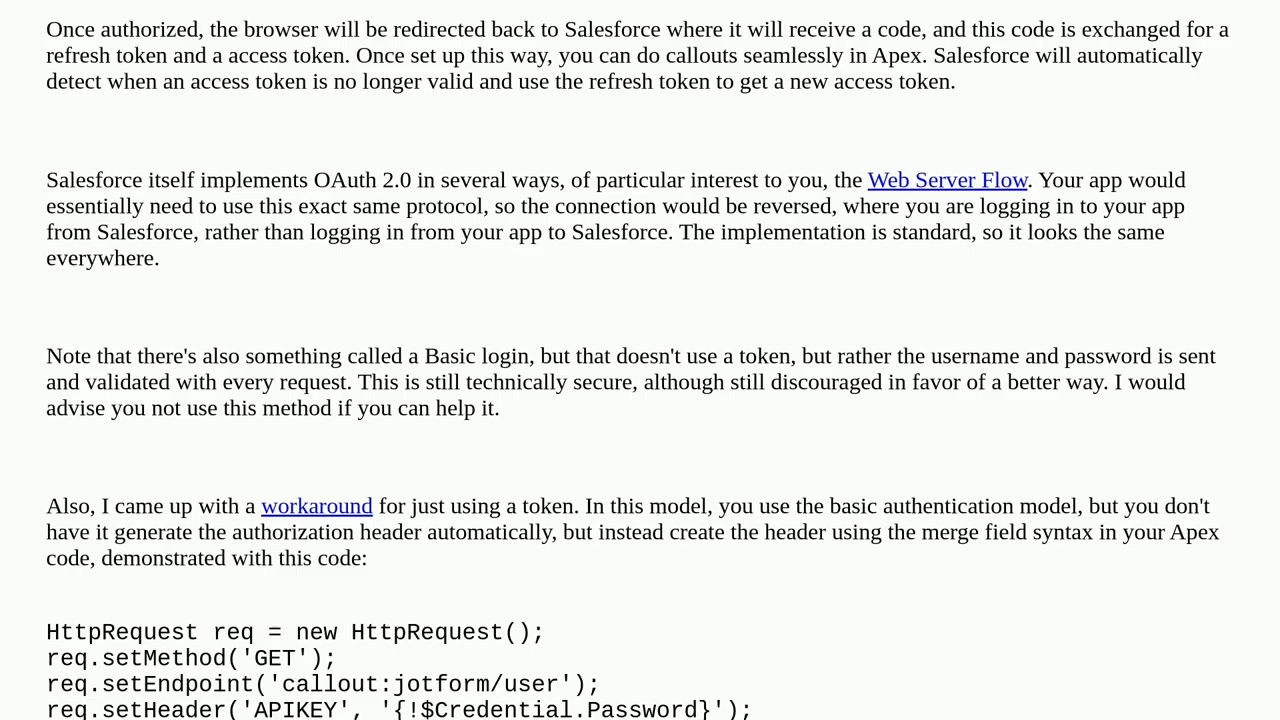 Once authorized, the browser will be redirected back to Salesforce where it will receive a code, and this code is exchanged for a
refresh token and a access token. Once set up this way, you can do callouts seamlessly in Apex. Salesforce will automatically
detect when an access token is no longer valid and use the refresh token to get a new access token.
Salesforce itself implements OAuth 2.0 in several ways, of particular interest to you, the Web Server Flow. Your app would
essentially need to use this exact same protocol, so the connection would be reversed, where you are logging in to your app
from Salesforce, rather than logging in from your app to Salesforce. The implementation is standard, so it looks the same
everywhere.
Note that there's also something called a Basic login, but that doesn't use a token, but rather the username and password is sent
and validated with every request. This is still technically secure, although still discouraged in favor of a better way. I would
advise you not use this method if you can help it.
Also, I came up with a workaround for just using a token. In this model, you use the basic authentication model, but you don't
have it generate the authorization header automatically, but instead create the header using the merge field syntax in your Apex
code, demonstrated with this code:
HttpRequest req = new HttpRequest();
req.setMethod('GET');
req.setEndpoint('callout:jotform/user');
req.setHeader('APIKEY', '{!$Credential.Password}');